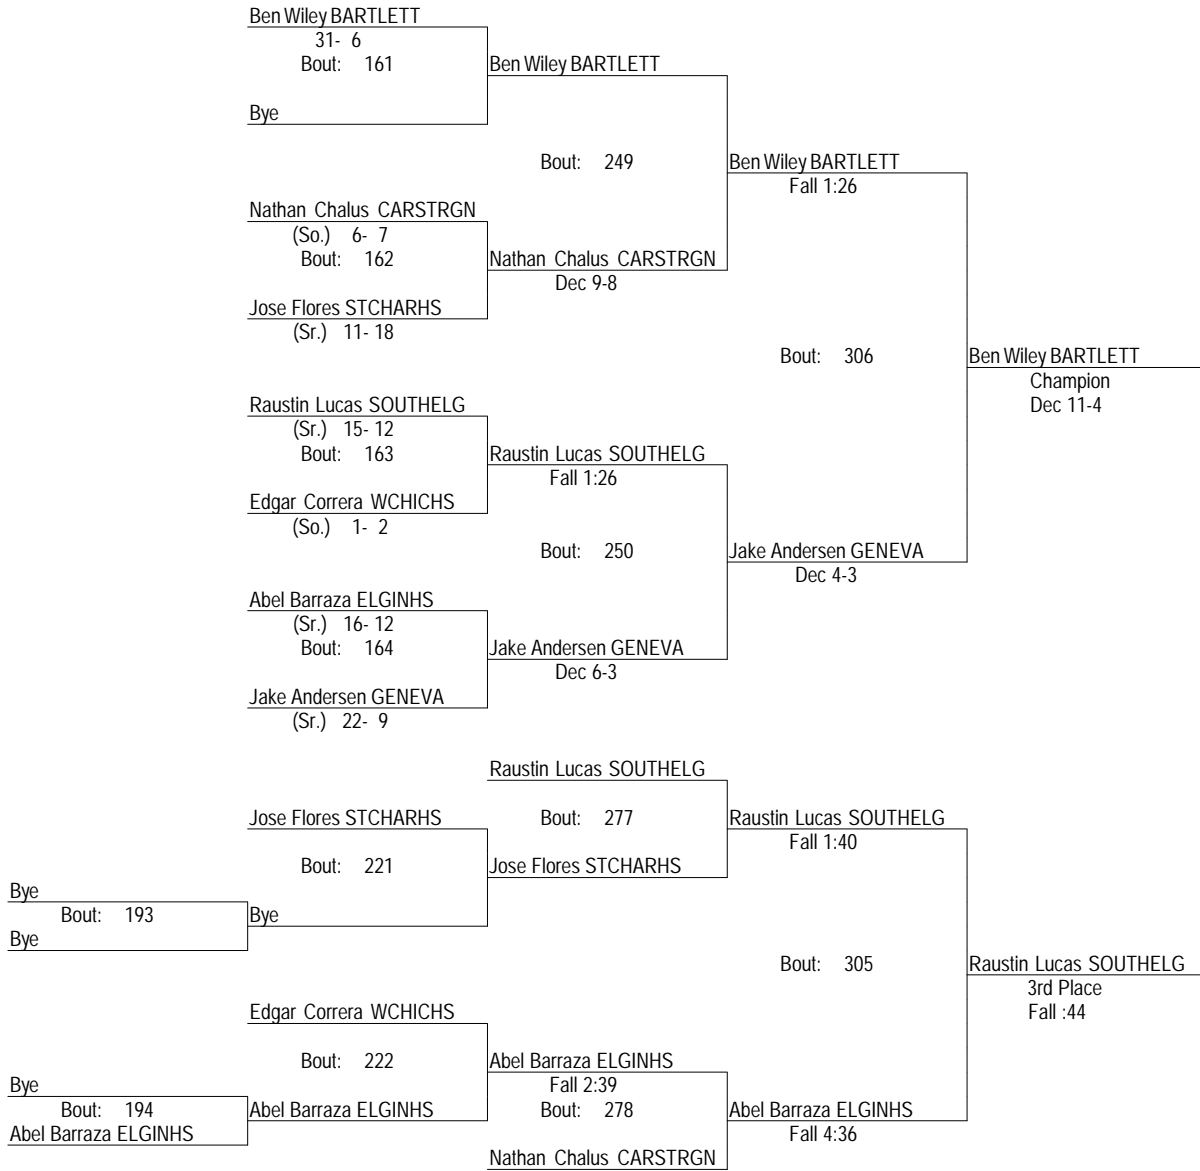 Ben Wiley BARTLETT
31- 6
Bout: 161
Ben Wiley BARTLETT
Bye
Bout: 249
Ben Wiley BARTLETT
Fall 1:26
Nathan Chalus CARSTRGN
(So.) 6- 7
Bout: 162
Nathan Chalus CARSTRGN
Dec 9-8
Jose Flores STCHARHS
(Sr.) 11- 18
Bout: 306
Ben Wiley BARTLETT
Champion
Dec 11-4
Raustin Lucas SOUTHELG
(Sr.) 15- 12
Bout: 163
Raustin Lucas SOUTHELG
Fall 1:26
Edgar Correra WCHICHS
(So.) 1- 2
Bout: 250
Jake Andersen GENEVA
Dec 4-3
Abel Barraza ELGINHS
(Sr.) 16- 12
Bout: 164
Jake Andersen GENEVA
Dec 6-3
Jake Andersen GENEVA
(Sr.) 22- 9
Raustin Lucas SOUTHELG
Jose Flores STCHARHS
Bout: 277
Raustin Lucas SOUTHELG
Fall 1:40
Bout: 221
Jose Flores STCHARHS
Bye
Bout: 193
Bye
Bye
Bout: 305
Raustin Lucas SOUTHELG
3rd Place
Fall :44
Edgar Correra WCHICHS
Bout: 222
Abel Barraza ELGINHS
Fall 2:39
Bye
Bout: 194
Abel Barraza ELGINHS
Bout: 278
Abel Barraza ELGINHS
Fall 4:36
Abel Barraza ELGINHS
Nathan Chalus CARSTRGN